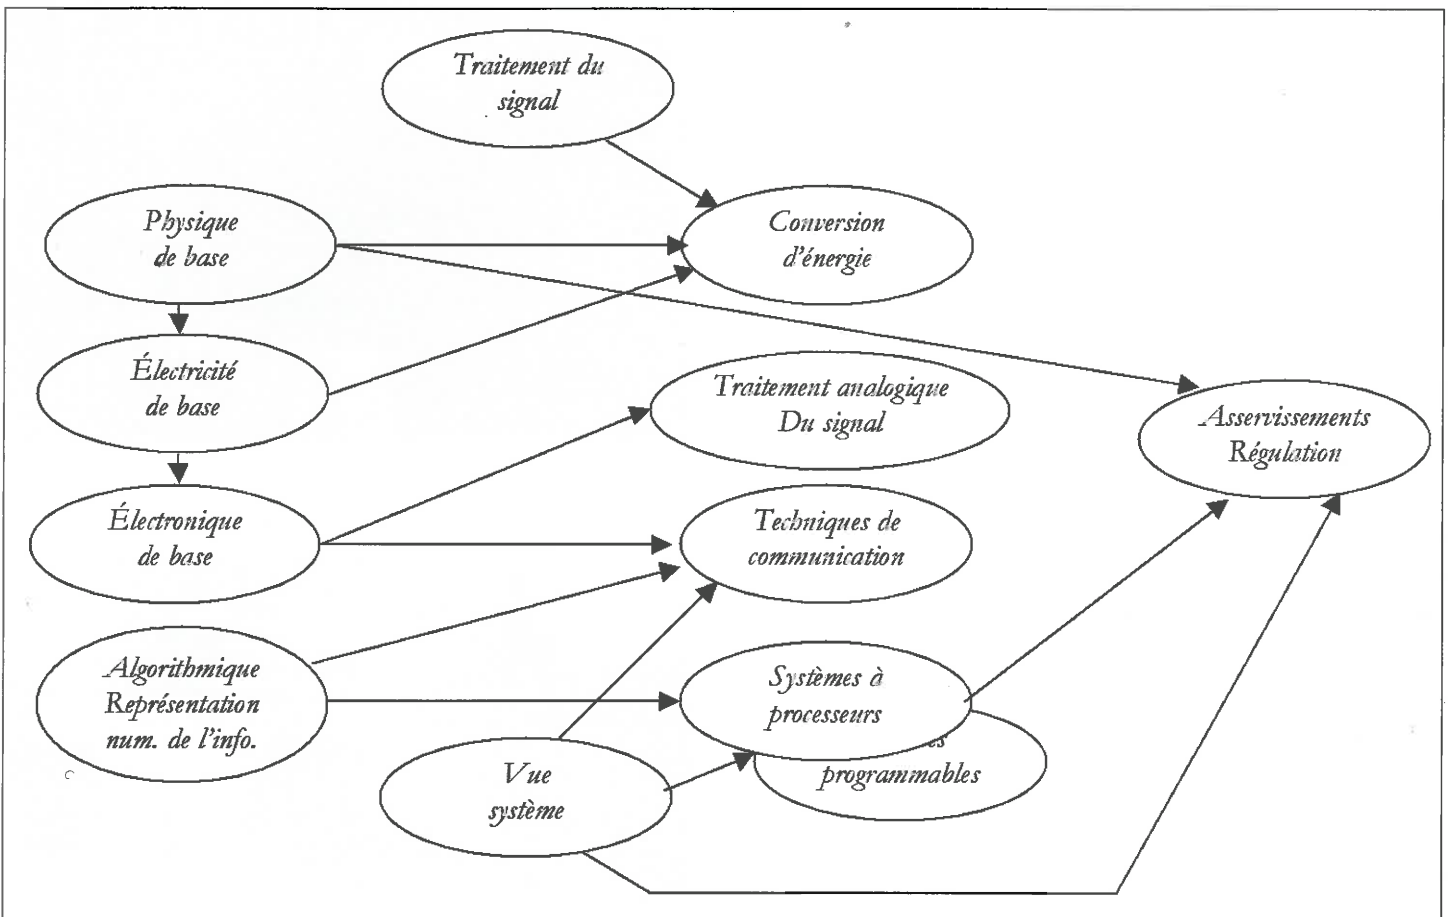 Traitement du
signal
Physique
de base
Conversion
d'énergie
Électricité
de base
Traitement analogique
Du signal
Asservissements
Régulation
Électronique
de base
Techniques de
communication
Algorithmique
Représentation
num. de l'info.
Systèmes à
processeurs
programmables
Vue
système